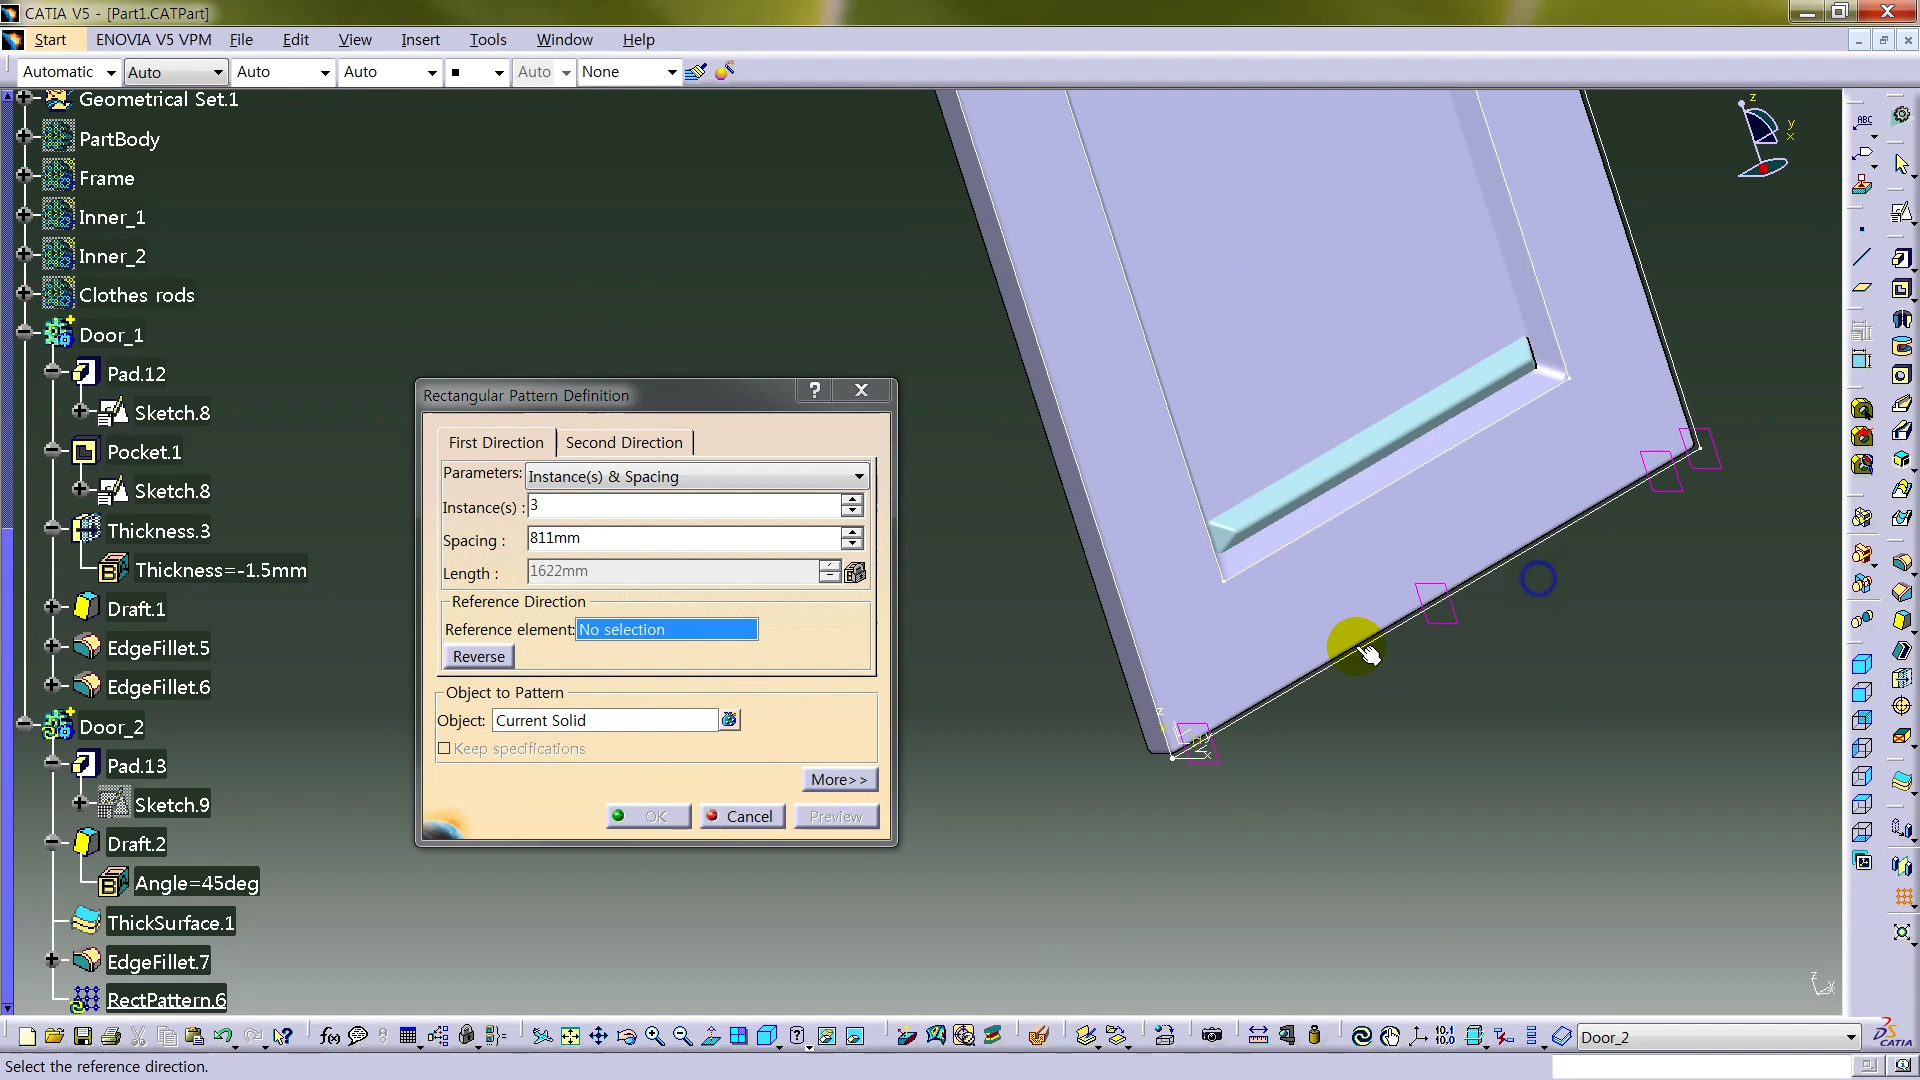 CATIA V5 - [Part1.CATPart]
Start ENOVIA V5 VPM File Edit View Insert Tools Window Help
Automatic Auto Auto Auto Auto None
Geometrical Set.1
PartBody
Frame
Inner_1
Inner_2
Clothes rods
Door_1
Pad.12
Sketch.8
Pocket.1
Sketch.8
Thickness.3
Thickness=-1.5mm
Draft.1
EdgeFillet.5
EdgeFillet.6
Door_2
Pad.13
Sketch.9
Draft.2
Angle=45deg
ThickSurface.1
EdgeFillet.7
RectPattern.6
Rectangular Pattern Definition
First Direction Second Direction
Parameters: Instance(s) & Spacing
Instance(s) : 3
Spacing : 811mm
Length : 1622mm
Reference Direction
Reference element: No selection
Reverse
Object to Pattern
Object: Current Solid
Keep specifications
More>>
OK Cancel Preview
z
y
x
ABC
Door_2
CATIA
Select the reference direction.